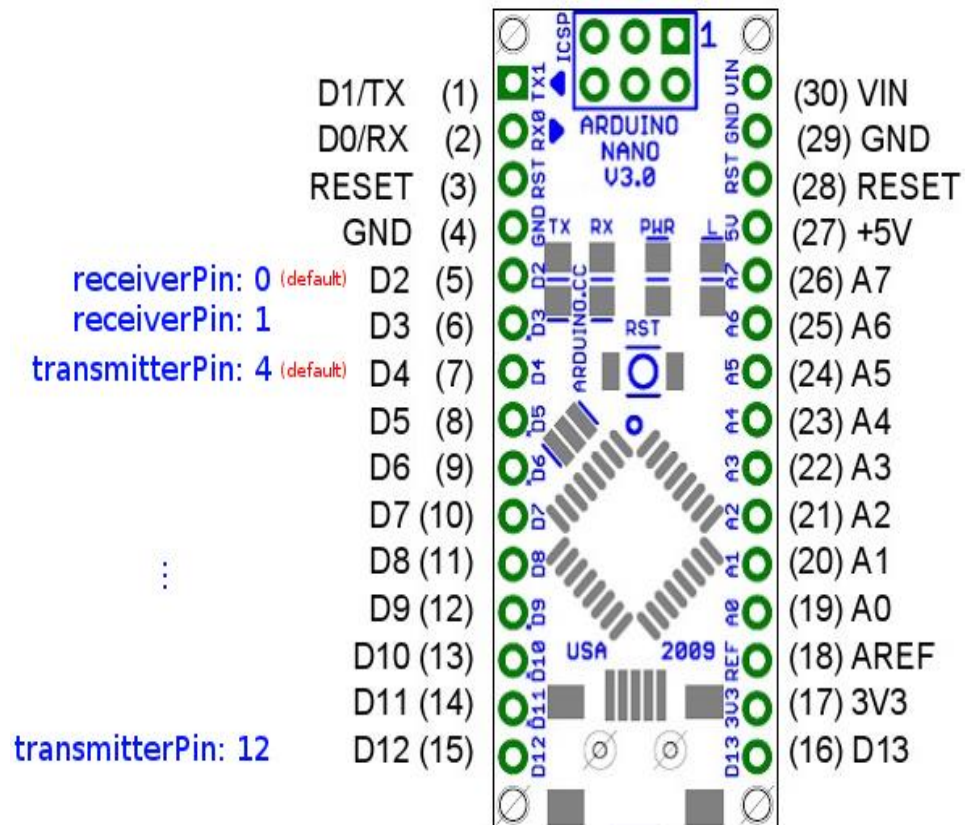 ICSP
1
D1/TX (1) TX1 VIN (30) VIN
ARDUINO
D0/RX (2) RX0 GND (29) GND
NANO
V3.0
RESET (3) RST RST (28) RESET
GND (4) GND TX RX PWR L 5V (27) +5V
receiverPin: 0 (default) D2 (5) D2 A7 (26) A7
ARDUINO.CC
receiverPin: 1 D3 (6) D3 RST A6 (25) A6
transmitterPin: 4 (default) D4 (7) D4 A5 (24) A5
D5 (8) D5 A4 (23) A4
D6 (9) D6 A3 (22) A3
D7 (10) D7 A2 (21) A2
⋮ D8 (11) D8 A1 (20) A1
D9 (12) D9 A0 (19) A0
D10 (13) D10 USA 2009 REF (18) AREF
D11 (14) D11 3V3 (17) 3V3
transmitterPin: 12 D12 (15) D12 D13 (16) D13